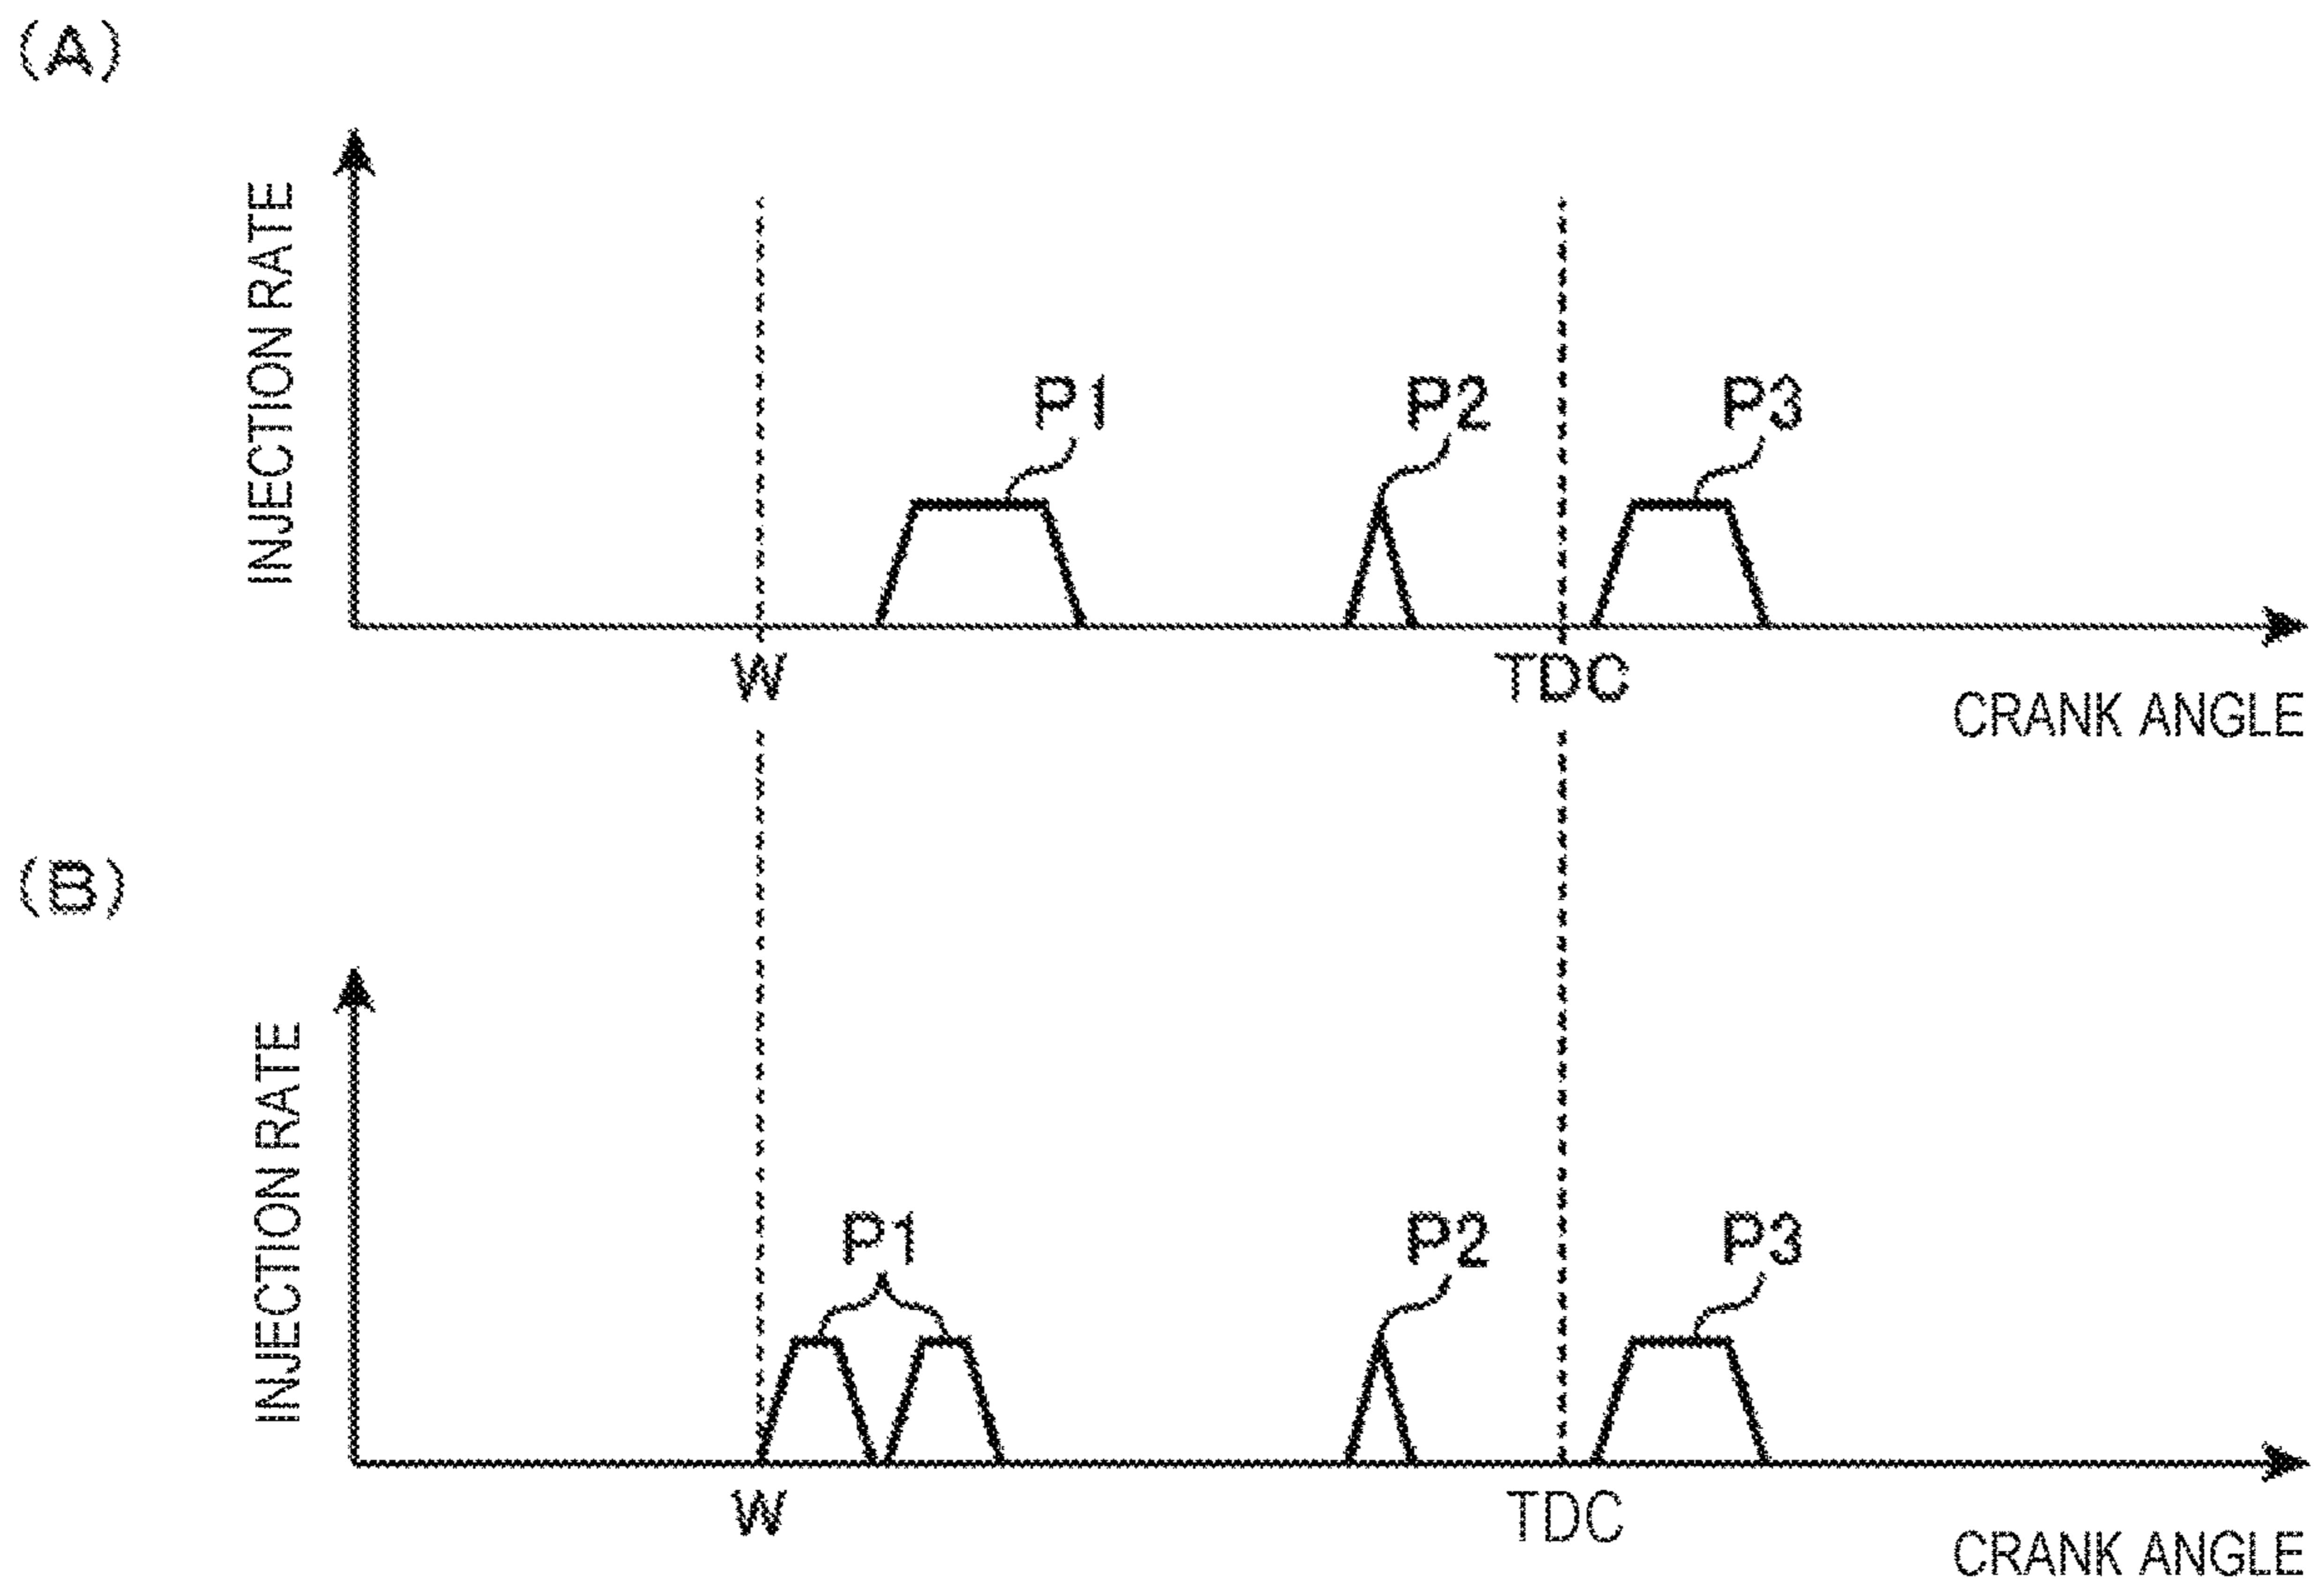 (A)
INJECTION RATE
P1 P2 P3
W TDC
CRANK ANGLE
(B)
INJECTION RATE
P1 P2 P3
W TDC
CRANK ANGLE